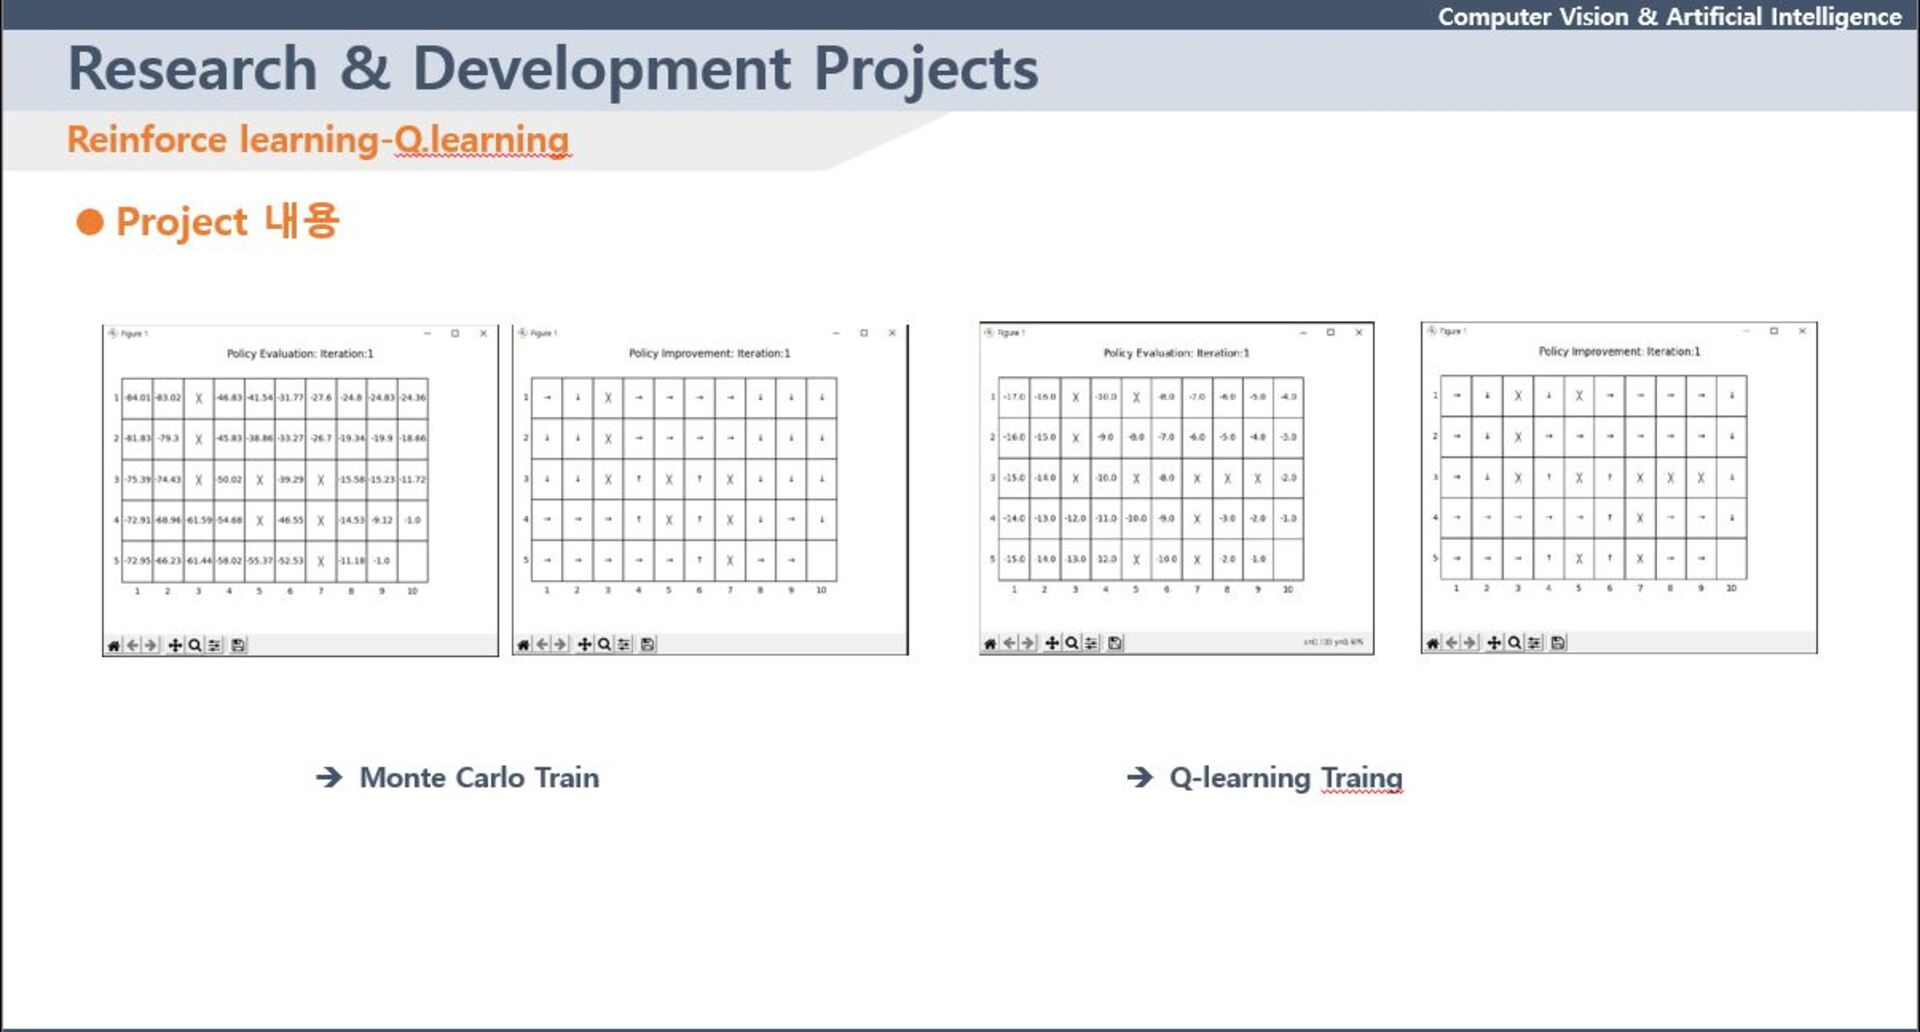 Computer Vision & Artificial Intelligence
Research & Development Projects
Reinforce learning-Q.learning
● Project 내용
Figure 1
Policy Evaluation: Iteration:1
1 -84.01 -83.02 X -46.83 -41.54 -31.77 -27.6 -24.8 -24.83 -24.36
2 -81.83 -79.3 X -45.83 -38.86 -33.27 -26.7 -19.34 -19.9 -18.66
3 -75.39 -74.43 X -50.02 X -39.29 X -15.58 -15.23 -11.72
4 -72.91 -68.96 -61.59 -54.68 X -46.55 X -14.53 -9.12 -1.0
5 -72.95 -66.23 -61.44 -58.02 -55.37 -52.53 X -11.18 -1.0
1 2 3 4 5 6 7 8 9 10
Figure 1
Policy Improvement: Iteration:1
1 → ↓ X → → → → ↓ ↓ ↓
2 ↓ ↓ X → → → → ↓ ↓ ↓
3 ↓ ↓ X ↑ X ↑ X ↓ ↓ ↓
4 → → → ↑ X ↑ X ↓ → ↓
5 → → → → → ↑ X → →
1 2 3 4 5 6 7 8 9 10
Figure 1
Policy Evaluation: Iteration:1
1 -17.0 -16.0 X -10.0 X -8.0 -7.0 -6.0 -5.0 -4.0
2 -16.0 -15.0 X -9.0 -8.0 -7.0 -6.0 -5.0 -4.0 -3.0
3 -15.0 -14.0 X -10.0 X -8.0 X X X -2.0
4 -14.0 -13.0 -12.0 -11.0 -10.0 -9.0 X -3.0 -2.0 -1.0
5 -15.0 -14.0 -13.0 -12.0 X -10.0 X -2.0 -1.0
1 2 3 4 5 6 7 8 9 10
Figure 1
Policy Improvement: Iteration:1
1 → ↓ X ↓ X → → → → ↓
2 → ↓ X → → → → → → ↓
3 → ↓ X ↑ X ↑ X X X ↓
4 → → → → → ↑ X → → ↓
5 → → → ↑ X ↑ X → →
1 2 3 4 5 6 7 8 9 10
→ Monte Carlo Train
→ Q-learning Traing